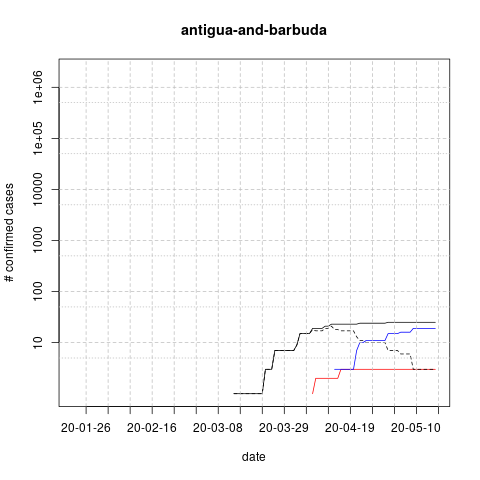 antigua-and-barbuda
# confirmed cases
1e+06
1e+05
10000
1000
100
10
20-01-26 20-02-16 20-03-08 20-03-29 20-04-19 20-05-10
date